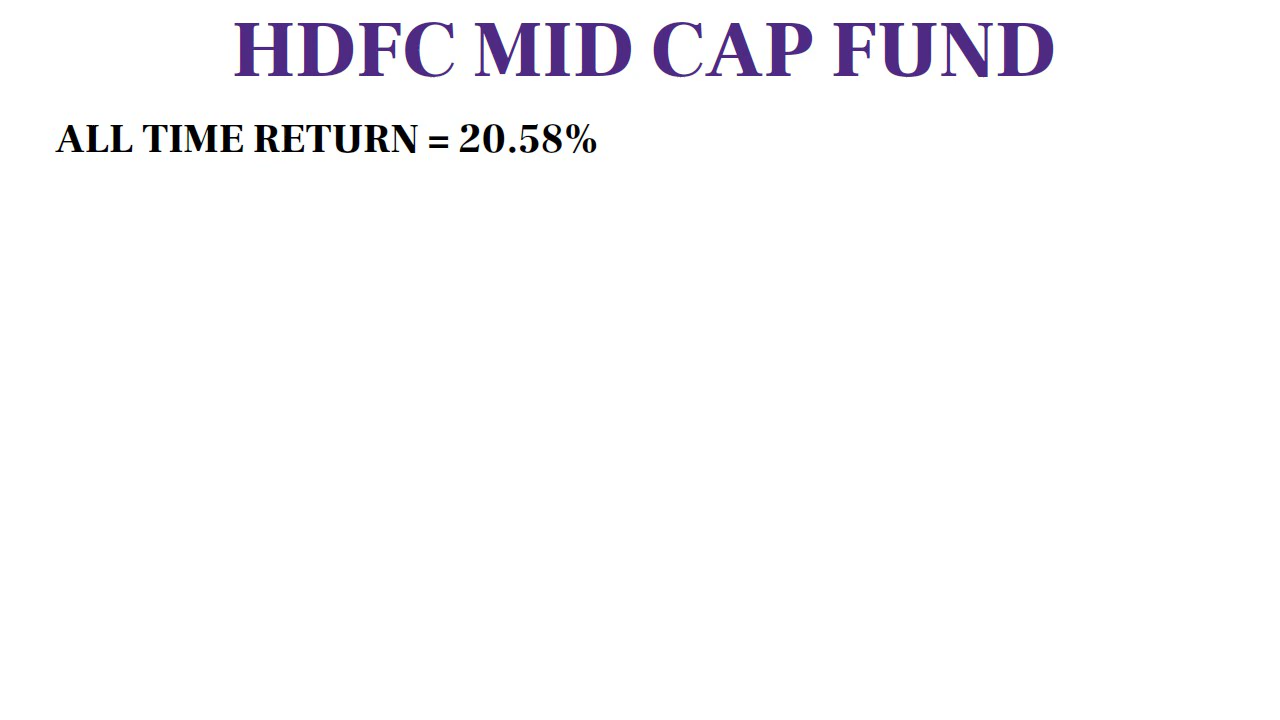 HDFC MID CAP FUND
ALL TIME RETURN = 20.58%